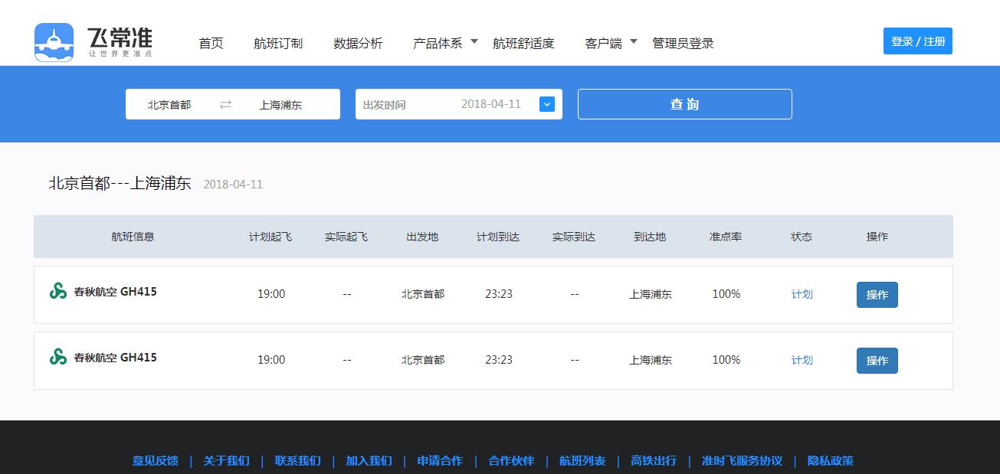 飞常准
让世界更准点
首页 航班订制 数据分析 产品体系 航班舒适度 客户端 管理员登录 登录 / 注册
北京首都 上海浦东 出发时间 2018-04-11 查 询
北京首都---上海浦东 2018-04-11
航班信息 计划起飞 实际起飞 出发地 计划到达 实际到达 到达地 准点率 状态 操作
春秋航空 GH415 19:00 -- 北京首都 23:23 -- 上海浦东 100% 计划 操作
春秋航空 GH415 19:00 -- 北京首都 23:23 -- 上海浦东 100% 计划 操作
意见反馈 | 关于我们 | 联系我们 | 加入我们 | 申请合作 | 合作伙伴 | 航班列表 | 高铁出行 | 准时飞服务协议 | 隐私政策